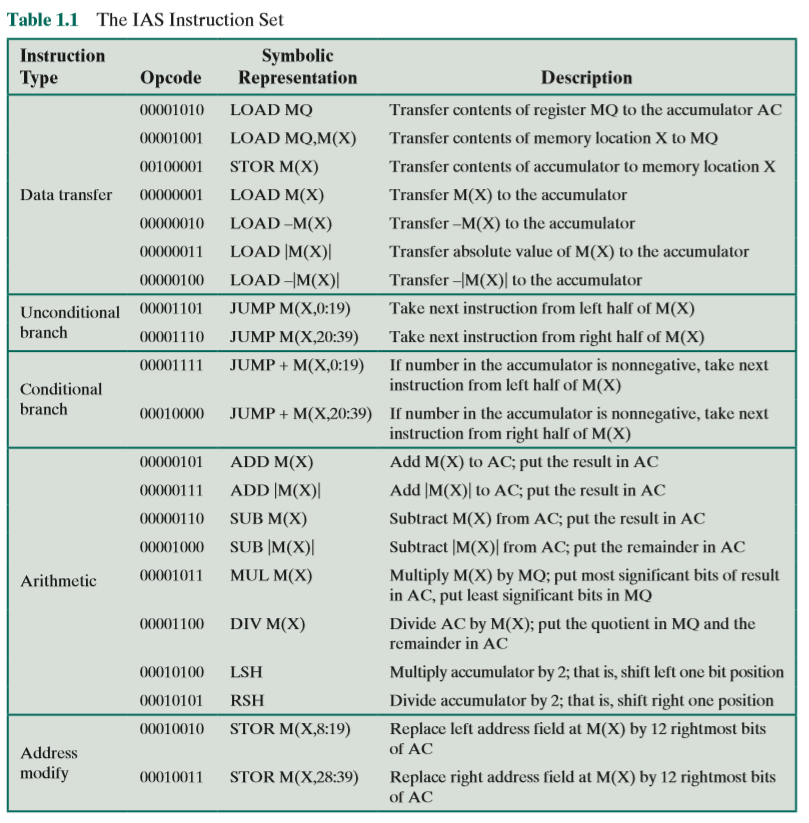 Table 1.1 The IAS Instruction Set
Instruction Type Opcode Symbolic Representation Description
Data transfer
00001010 LOAD MQ Transfer contents of register MQ to the accumulator AC
00001001 LOAD MQ,M(X) Transfer contents of memory location X to MQ
00100001 STOR M(X) Transfer contents of accumulator to memory location X
00000001 LOAD M(X) Transfer M(X) to the accumulator
00000010 LOAD –M(X) Transfer –M(X) to the accumulator
00000011 LOAD |M(X)| Transfer absolute value of M(X) to the accumulator
00000100 LOAD –|M(X)| Transfer –|M(X)| to the accumulator
Unconditional
branch
00001101 JUMP M(X,0:19) Take next instruction from left half of M(X)
00001110 JUMP M(X,20:39) Take next instruction from right half of M(X)
Conditional
branch
00001111 JUMP + M(X,0:19) If number in the accumulator is nonnegative, take next
instruction from left half of M(X)
00010000 JUMP + M(X,20:39) If number in the accumulator is nonnegative, take next
instruction from right half of M(X)
Arithmetic
00000101 ADD M(X) Add M(X) to AC; put the result in AC
00000111 ADD |M(X)| Add |M(X)| to AC; put the result in AC
00000110 SUB M(X) Subtract M(X) from AC; put the result in AC
00001000 SUB |M(X)| Subtract |M(X)| from AC; put the remainder in AC
00001011 MUL M(X) Multiply M(X) by MQ; put most significant bits of result
in AC, put least significant bits in MQ
00001100 DIV M(X) Divide AC by M(X); put the quotient in MQ and the
remainder in AC
00010100 LSH Multiply accumulator by 2; that is, shift left one bit position
00010101 RSH Divide accumulator by 2; that is, shift right one position
Address
modify
00010010 STOR M(X,8:19) Replace left address field at M(X) by 12 rightmost bits
of AC
00010011 STOR M(X,28:39) Replace right address field at M(X) by 12 rightmost bits
of AC